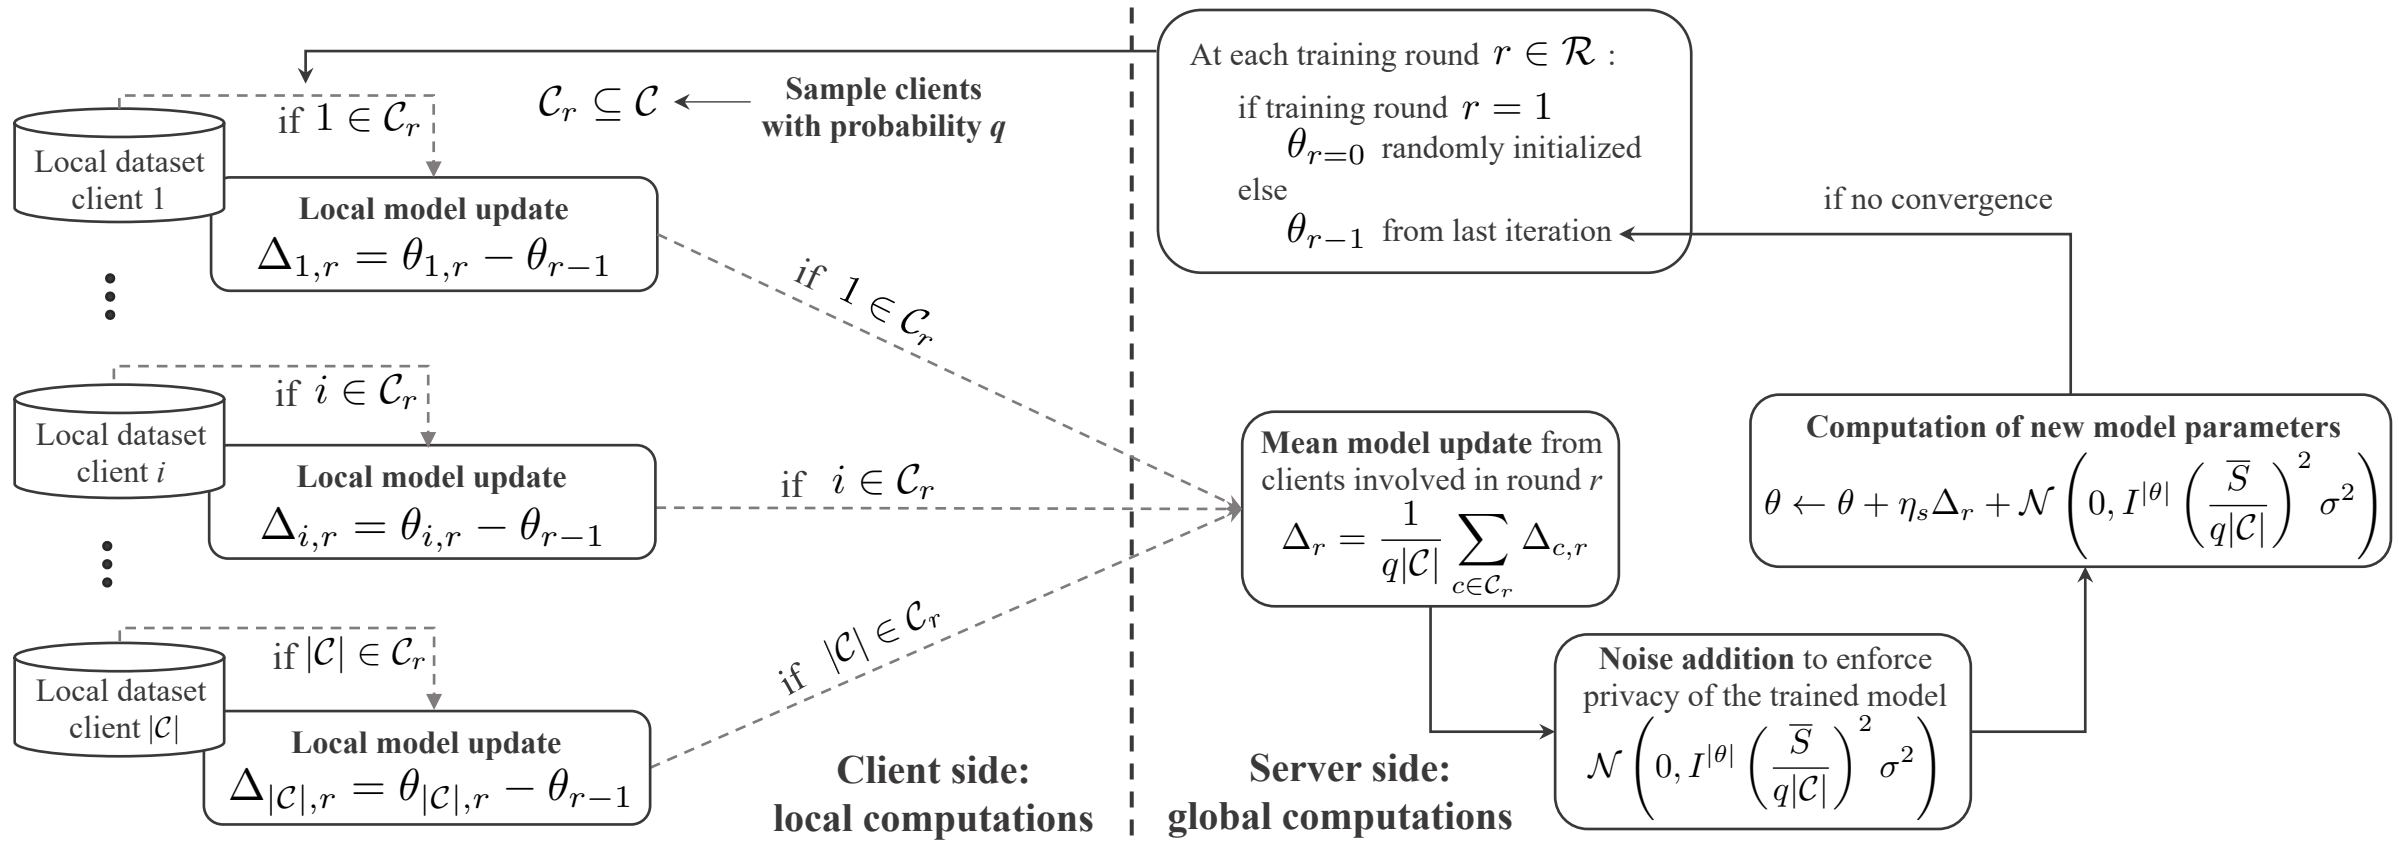 At each training round r ∈ ℛ :
if training round r = 1
θ_{r=0} randomly initialized
else
θ_{r−1} from last iteration
Sample clients
with probability q
𝒞_r ⊆ 𝒞
if 1 ∈ 𝒞_r
Local dataset
client 1
Local model update
Δ_{1,r} = θ_{1,r} − θ_{r−1}
if 1 ∈ 𝒞_r
if i ∈ 𝒞_r
Local dataset
client i
Local model update
Δ_{i,r} = θ_{i,r} − θ_{r−1}
if i ∈ 𝒞_r
if |𝒞| ∈ 𝒞_r
Local dataset
client |𝒞|
Local model update
Δ_{|𝒞|,r} = θ_{|𝒞|,r} − θ_{r−1}
if |𝒞| ∈ 𝒞_r
Client side:
local computations
Server side:
global computations
Mean model update from
clients involved in round r
Δ_r = \frac{1}{q|𝒞|} ∑_{c∈𝒞_r} Δ_{c,r}
Noise addition to enforce
privacy of the trained model
𝒩 (0, I^{|θ|} (\frac{\overline{S}}{q|𝒞|})^2 σ^2)
Computation of new model parameters
θ ← θ + η_s Δ_r + 𝒩 (0, I^{|θ|} (\frac{\overline{S}}{q|𝒞|})^2 σ^2)
if no convergence